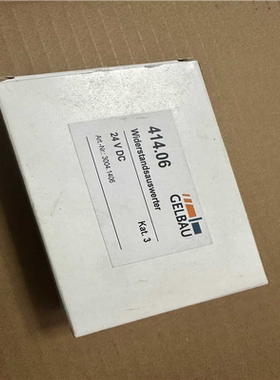 414.06
GELBAU
Widerstandsauswerter
Kat. 3
24 V DC
Art.-Nr.: 3004.1406